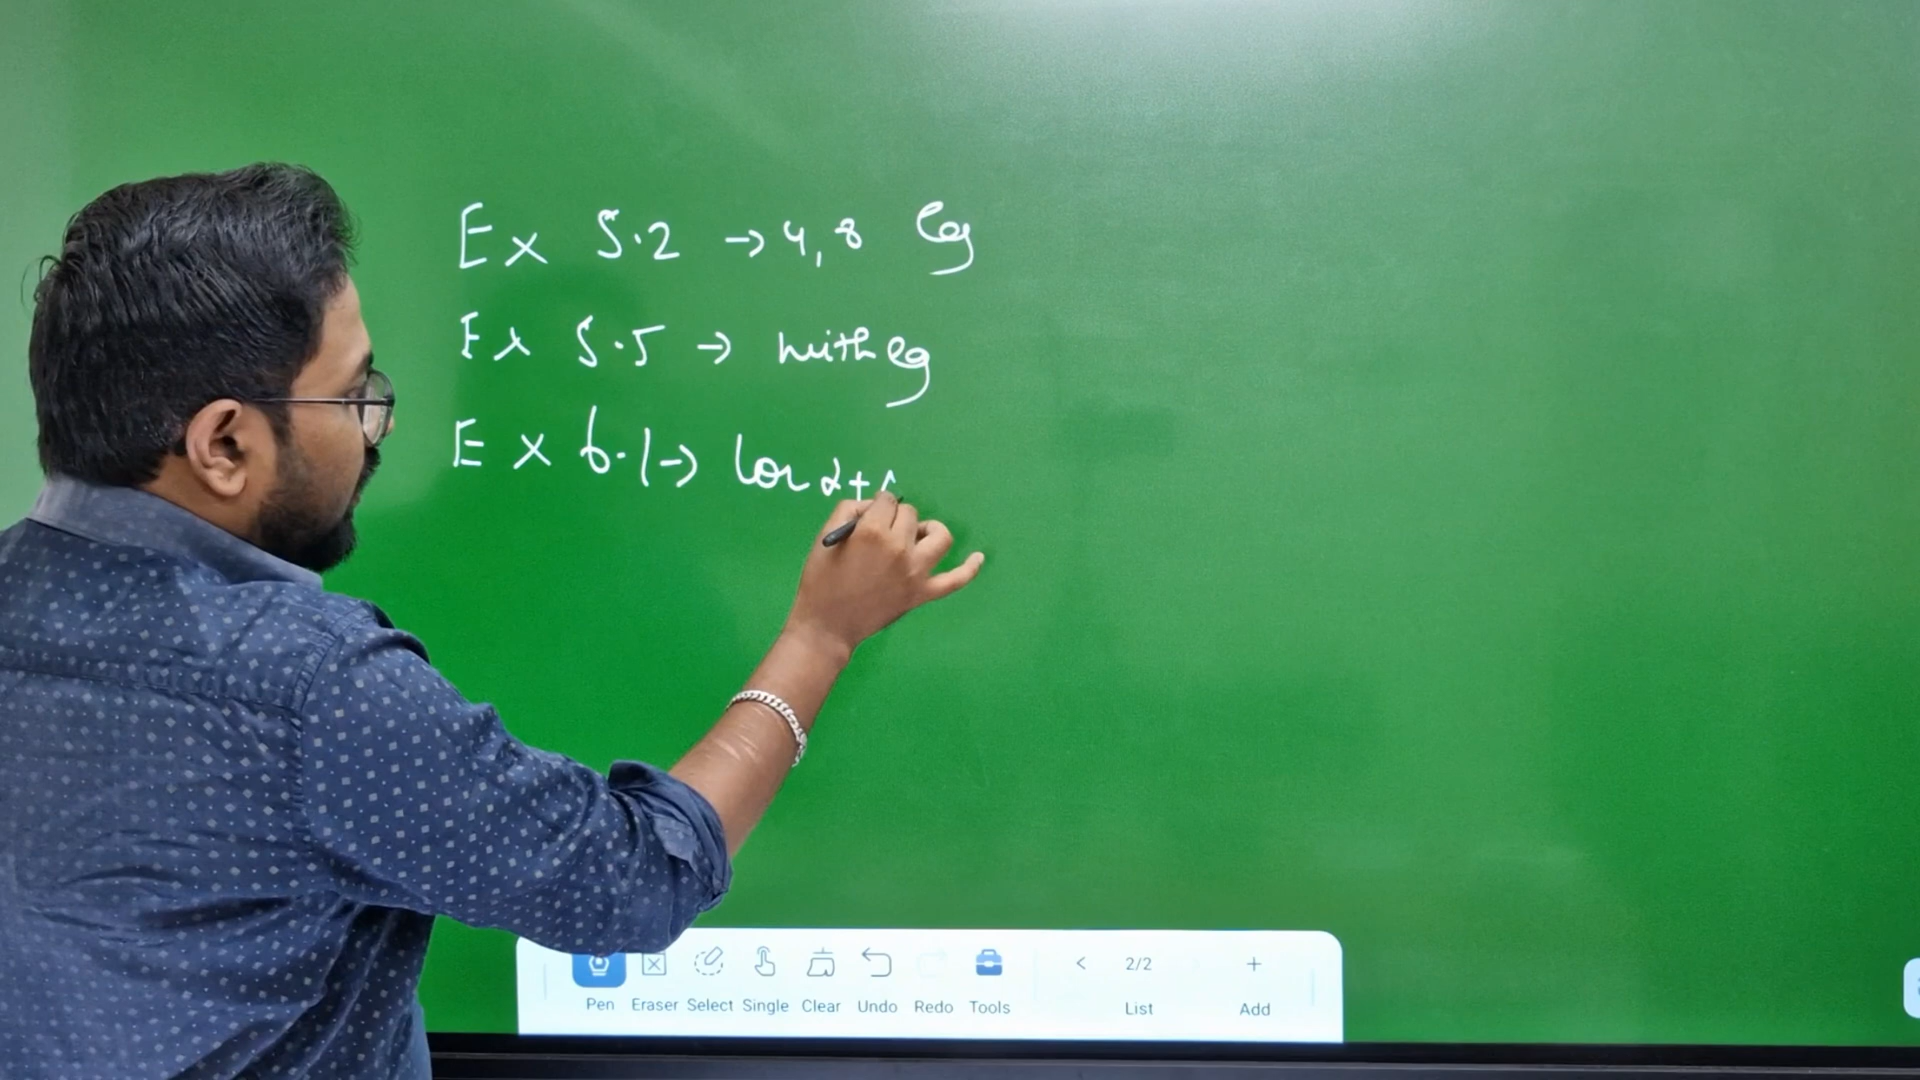 Ex 5.2 → 4, 8 eg
Ex 5.5 → with eg
Ex 6.1 → cos α +
Pen Eraser Select Single Clear Undo Redo Tools < 2/2 List + Add